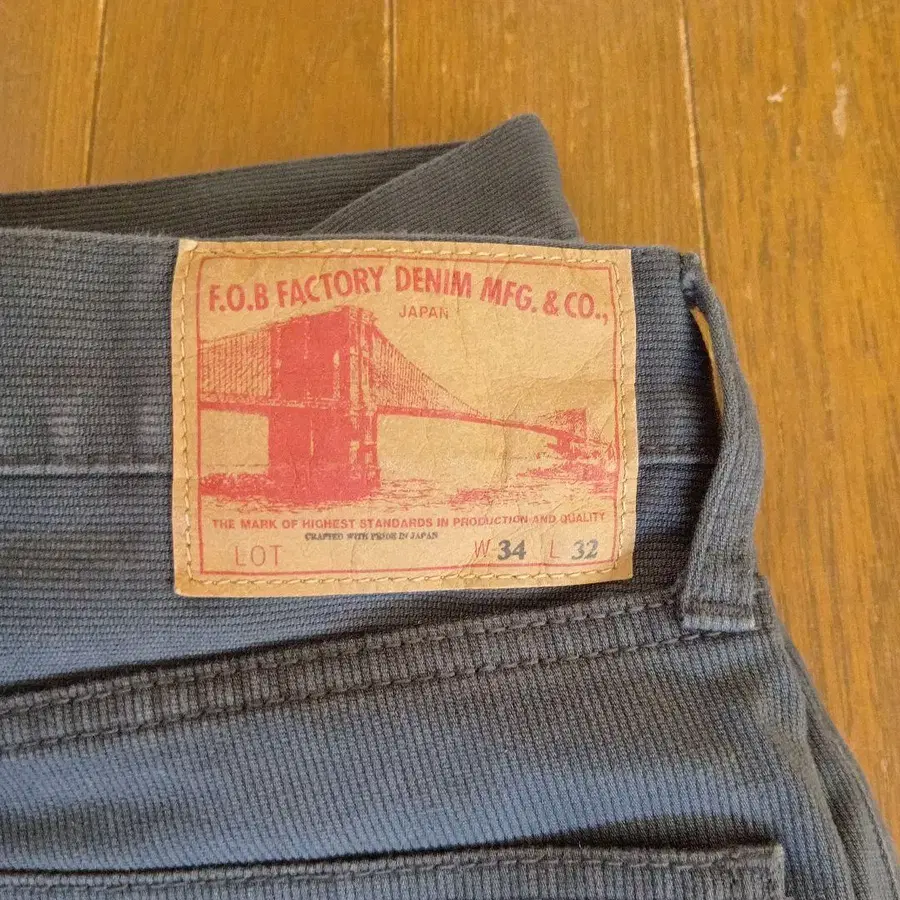 F.O.B FACTORY DENIM MFG. & CO.,
JAPAN
THE MARK OF HIGHEST STANDARDS IN PRODUCTION AND QUALITY
CRAFTED WITH PRIDE IN JAPAN
LOT W 34 L 32